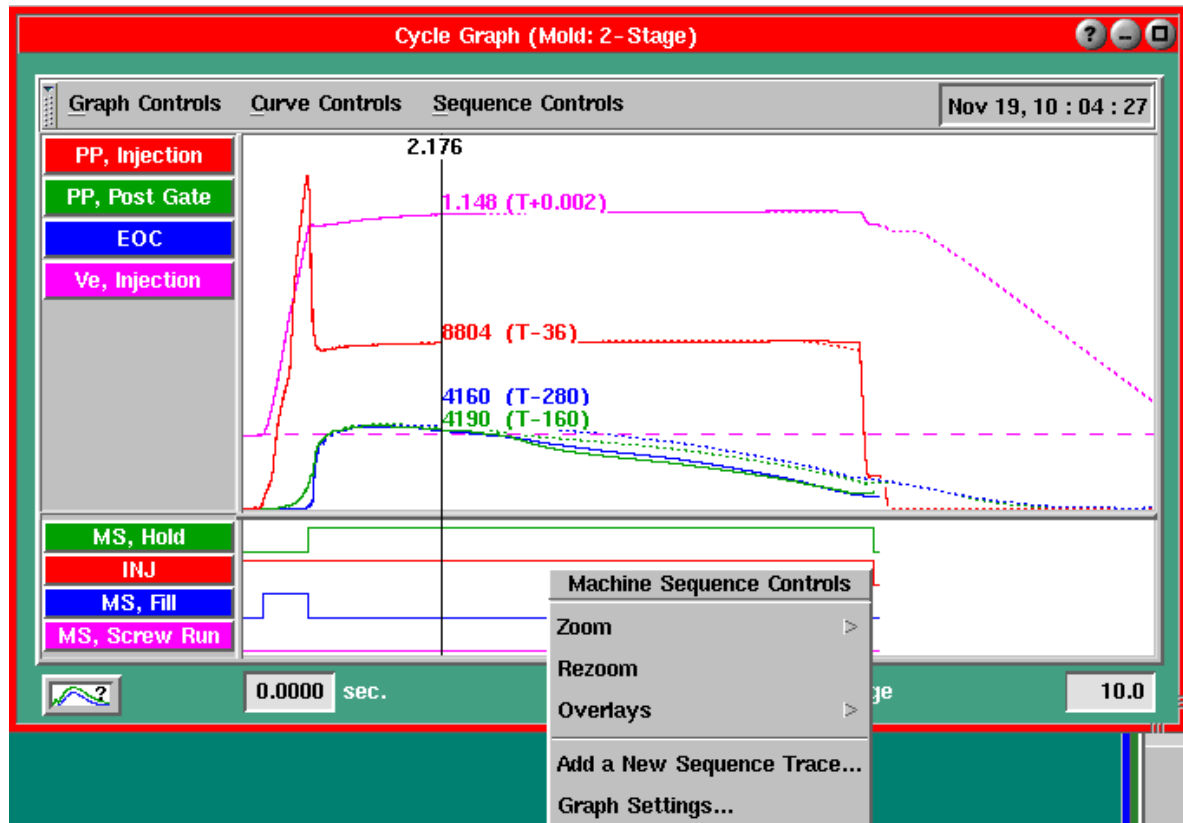 Cycle Graph (Mold: 2-Stage)
?
Graph Controls Curve Controls Sequence Controls
Nov 19, 10 : 04 : 27
PP, Injection
PP, Post Gate
EOC
Ve, Injection
2.176
1.148 (T+0.002)
8804 (T-36)
4160 (T-280)
4190 (T-160)
MS, Hold
INJ
MS, Fill
MS, Screw Run
Machine Sequence Controls
Zoom
Rezoom
Overlays
Add a New Sequence Trace...
Graph Settings...
?
0.0000 sec.
ge
10.0